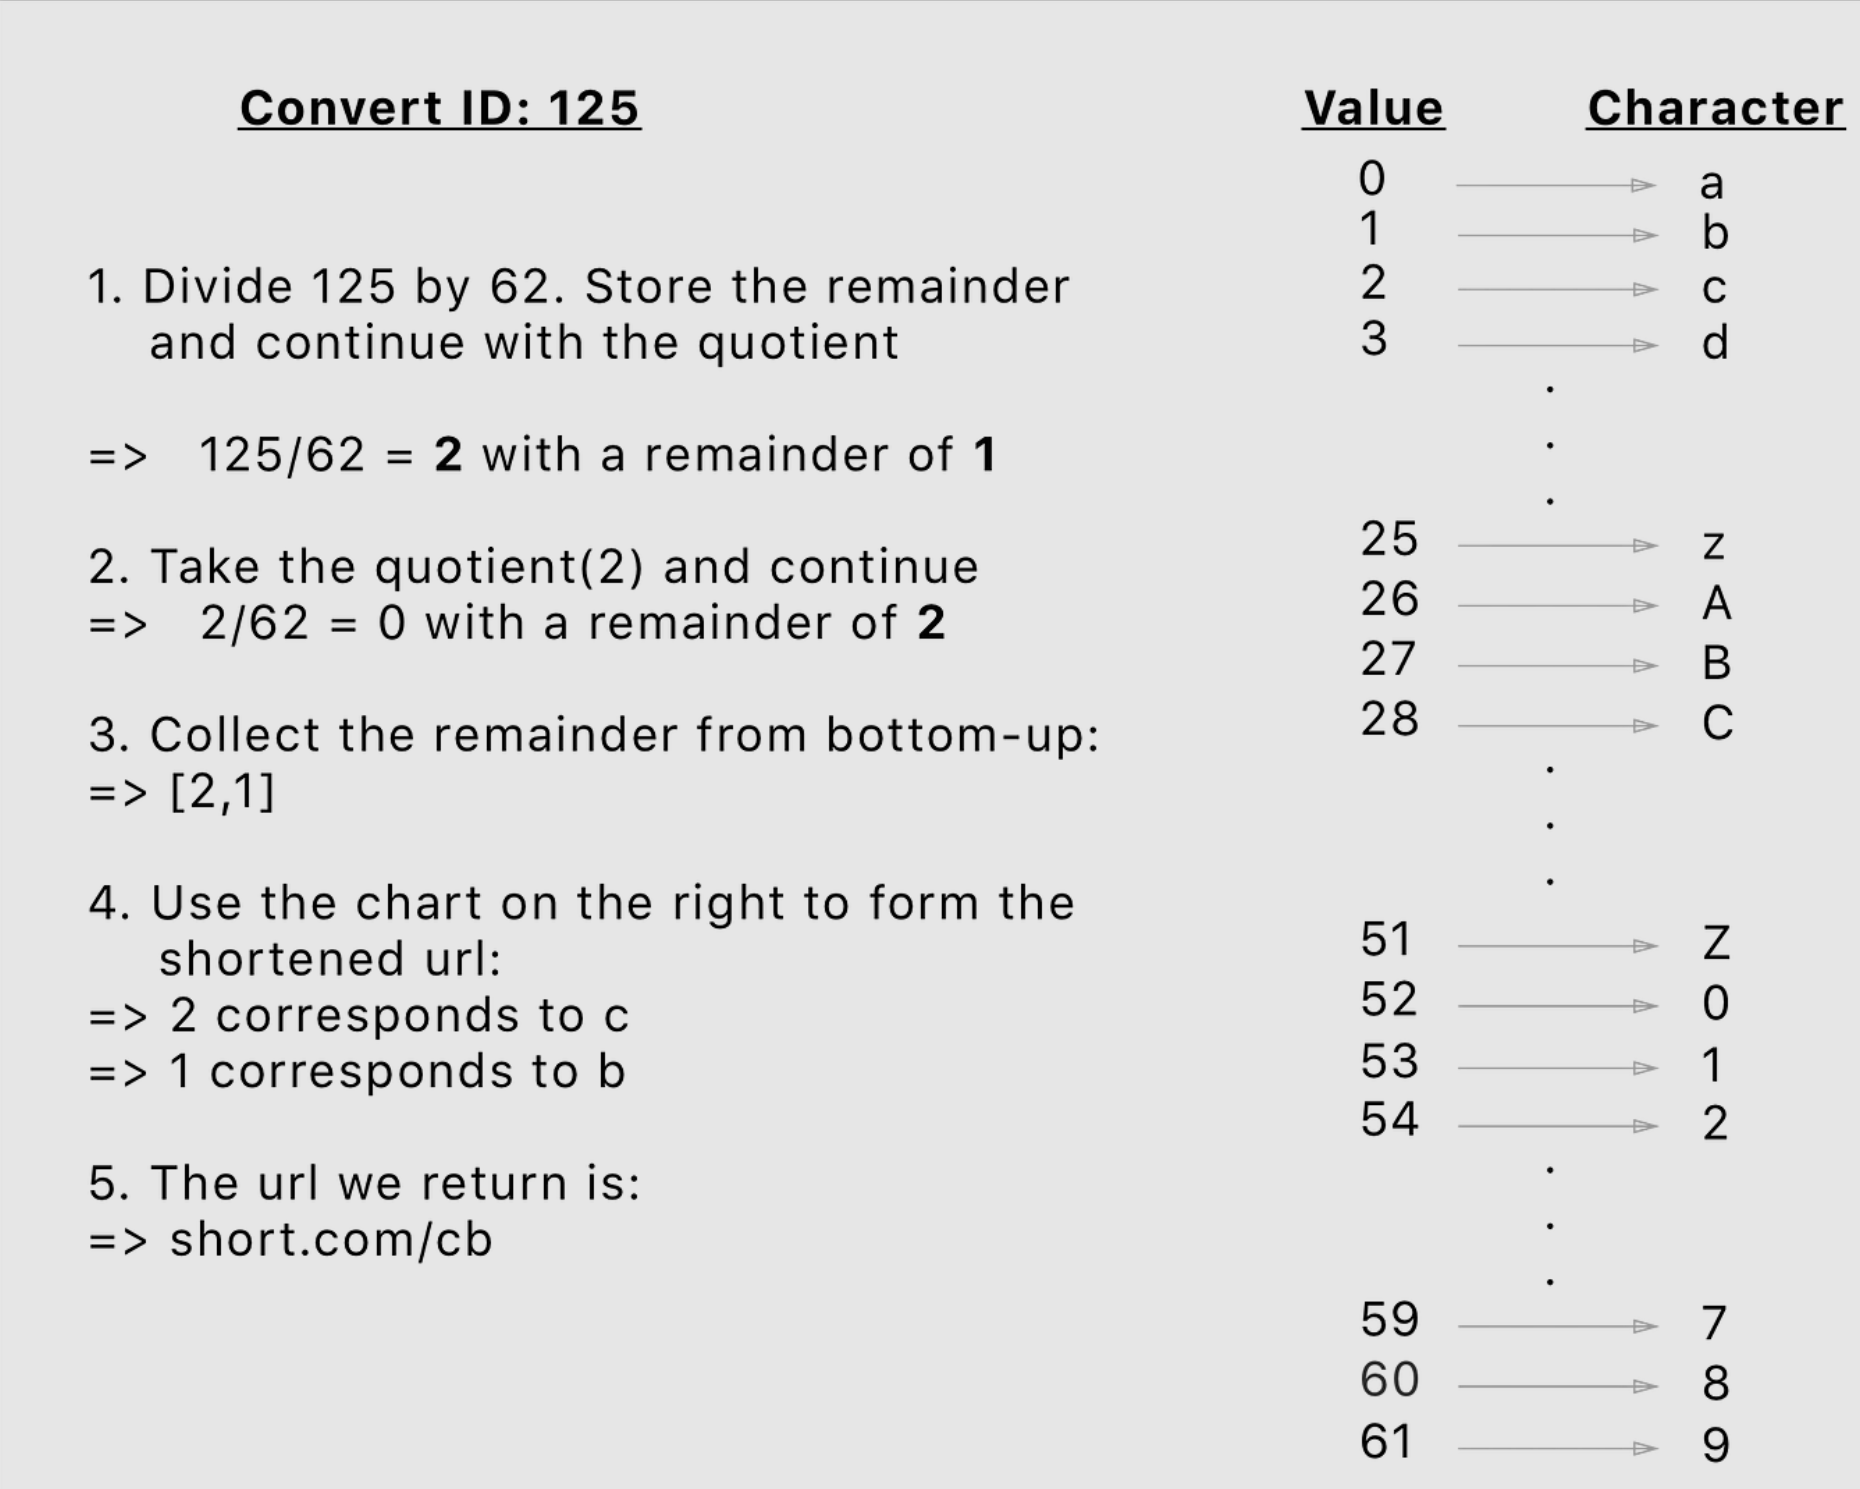 Convert ID: 125
1. Divide 125 by 62. Store the remainder
and continue with the quotient
=> 125/62 = 2 with a remainder of 1
2. Take the quotient(2) and continue
=> 2/62 = 0 with a remainder of 2
3. Collect the remainder from bottom-up:
=> [2,1]
4. Use the chart on the right to form the
shortened url:
=> 2 corresponds to c
=> 1 corresponds to b
5. The url we return is:
=> short.com/cb
Value Character
0 a
1 b
2 c
3 d
.
.
.
25 z
26 A
27 B
28 C
.
.
.
51 Z
52 0
53 1
54 2
.
.
.
59 7
60 8
61 9